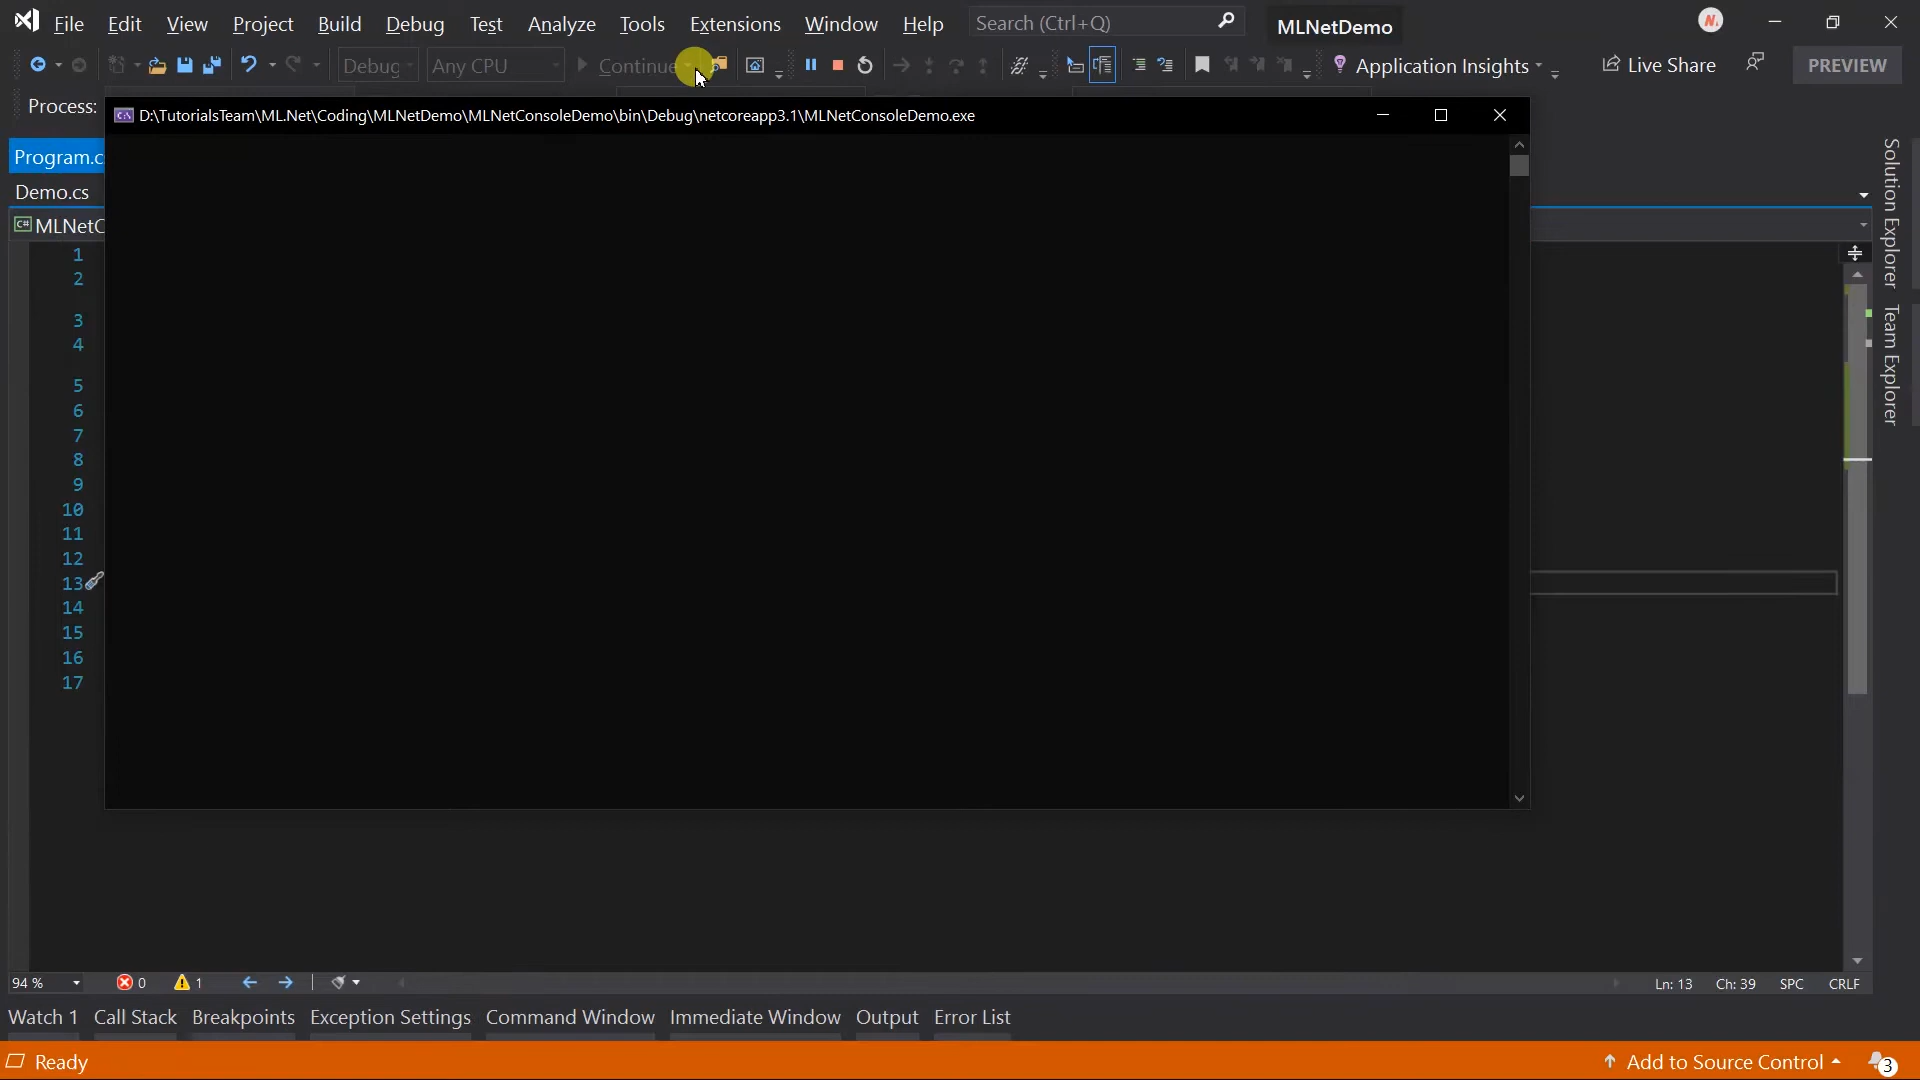 File Edit View Project Build Debug Test Analyze Tools Extensions Window Help Search (Ctrl+Q) MLNetDemo
Debug Any CPU Continue Application Insights Live Share PREVIEW
Process:
D:\TutorialsTeam\ML.Net\Coding\MLNetDemo\MLNetConsoleDemo\bin\Debug\netcoreapp3.1\MLNetConsoleDemo.exe
Program.c
Demo.cs
C# MLNetC
1
2
3
4
5
6
7
8
9
10
11
12
13
14
15
16
17
Solution Explorer
Team Explorer
94 % 0 1 Ln: 13 Ch: 39 SPC CRLF
Watch 1 Call Stack Breakpoints Exception Settings Command Window Immediate Window Output Error List
Ready Add to Source Control 3